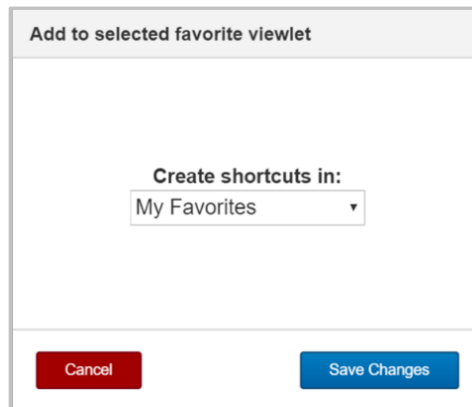 Add to selected favorite viewlet
Create shortcuts in:
My Favorites
Cancel
Save Changes